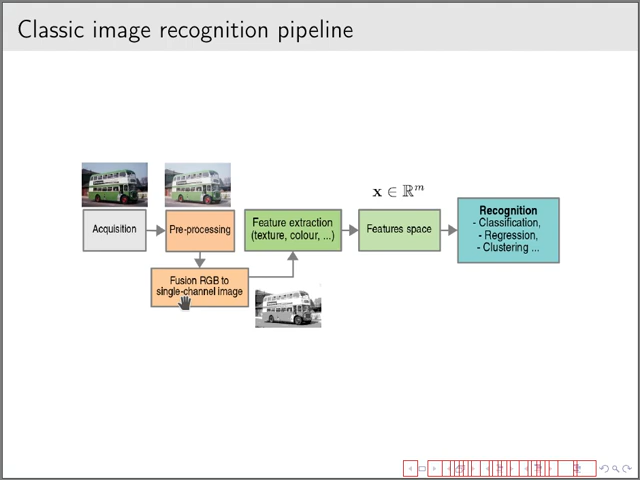 Classic image recognition pipeline
x ∈ ℝᵐ
Acquisition
Pre-processing
Feature extraction
(texture, colour, ...)
Features space
Recognition
- Classification,
- Regression,
- Clustering ...
Fusion RGB to
single-channel image